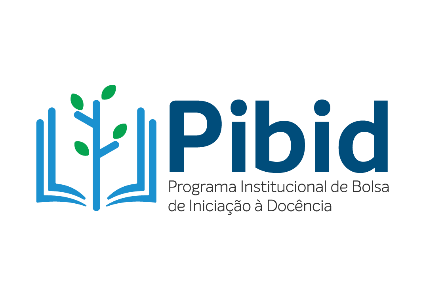 Pibid
Programa Institucional de Bolsa
de Iniciação à Docência